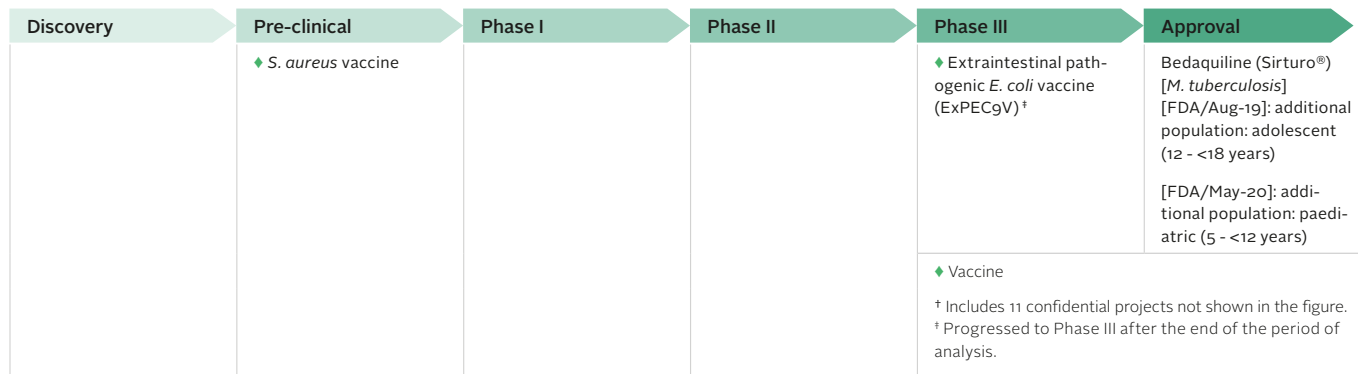 Discovery
Pre-clinical
Phase I
Phase II
Phase III
Approval
♦ S. aureus vaccine
♦ Extraintestinal path-
ogenic E. coli vaccine
(ExPEC9V) ‡
Bedaquiline (Sirturo®)
[M. tuberculosis]
[FDA/Aug-19]: additional
population: adolescent
(12 - <18 years)
[FDA/May-20]: addi-
tional population: paedi-
atric (5 - <12 years)
♦ Vaccine
† Includes 11 confidential projects not shown in the figure.
‡ Progressed to Phase III after the end of the period of
analysis.